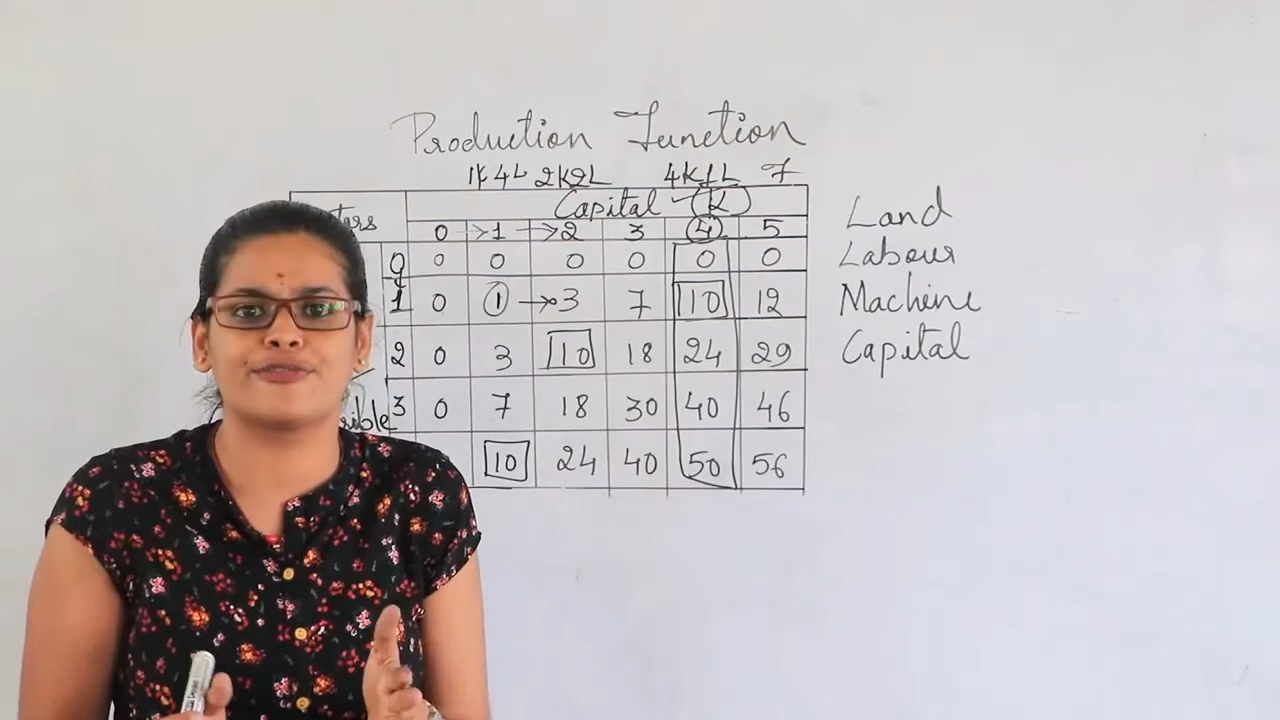 Production Function
1K4L 2K2L 4K1L 7
Capital - (K)
0 →1 →2 3 4 5
0 0 0 0 0 0 0
1 0 1 →3 7 10 12
2 0 3 10 18 24 29
3 0 7 18 30 40 46
10 24 40 50 56
Land
Labour
Machine
Capital